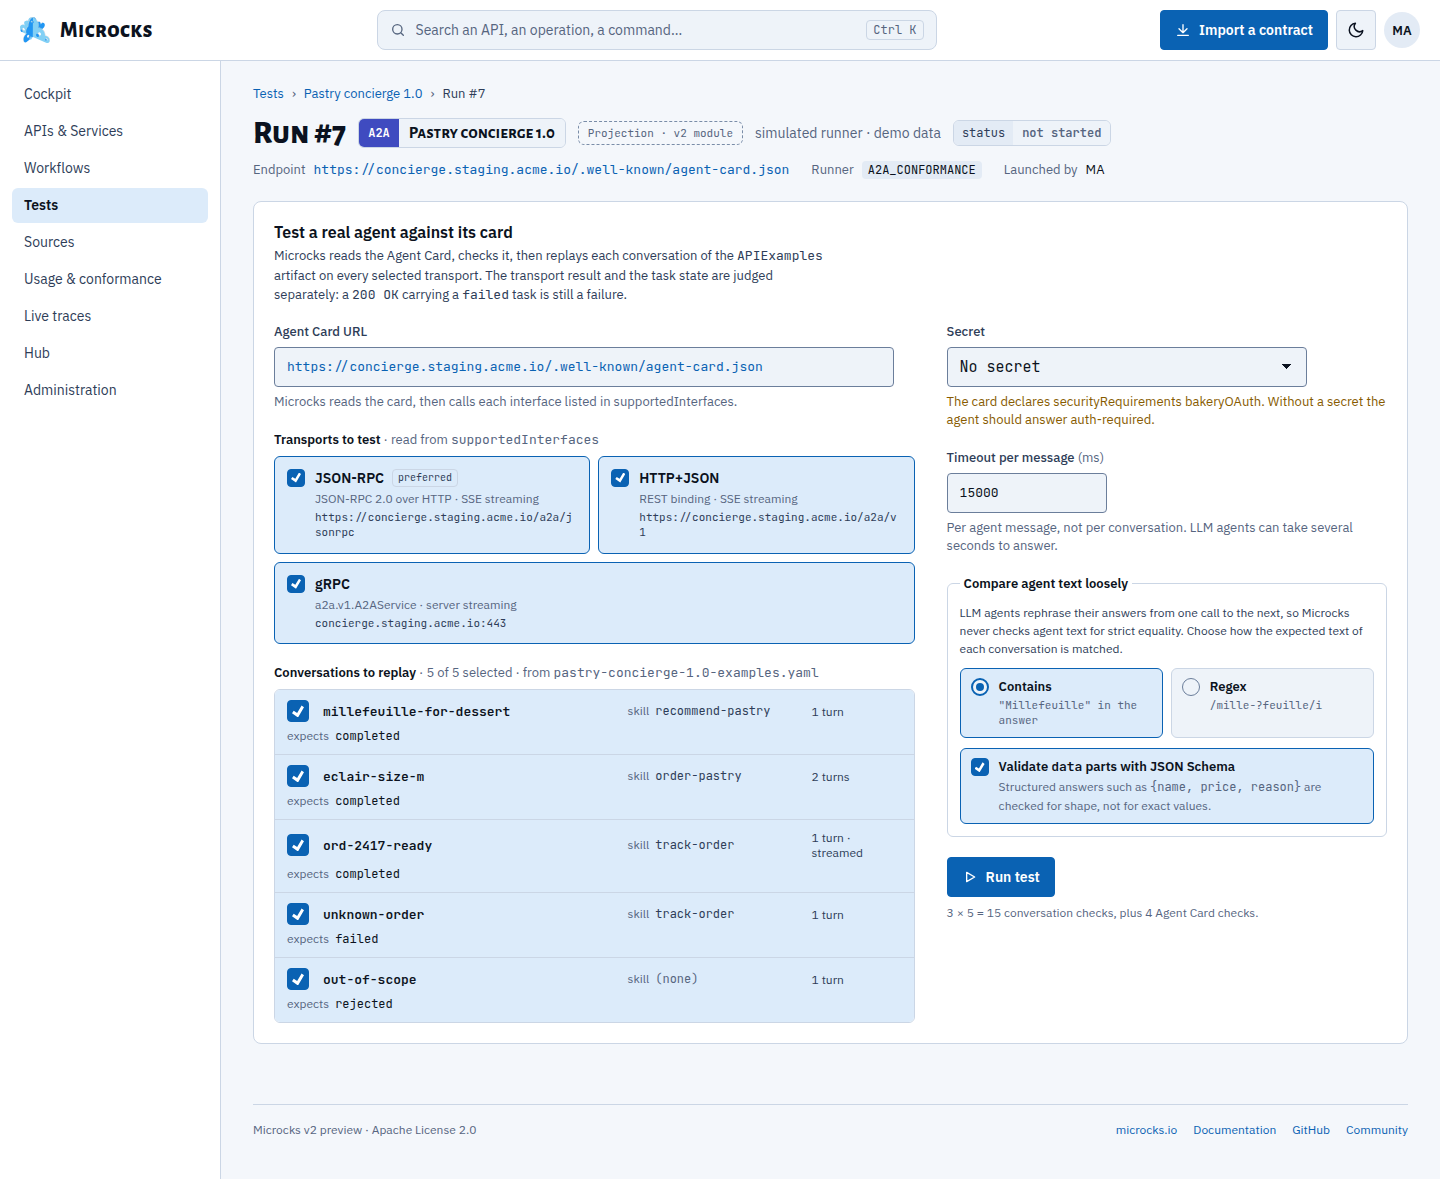 Microcks
Search an API, an operation, a command...
Ctrl K
Import a contract
MA
Cockpit
APIs & Services
Workflows
Tests
Sources
Usage & conformance
Live traces
Hub
Administration
Tests › Pastry concierge 1.0 › Run #7
Run #7
A2A Pastry concierge 1.0
Projection · v2 module
simulated runner · demo data
status not started
Endpoint https://concierge.staging.acme.io/.well-known/agent-card.json Runner A2A_CONFORMANCE Launched by MA
Test a real agent against its card
Microcks reads the Agent Card, checks it, then replays each conversation of the APIExamples
artifact on every selected transport. The transport result and the task state are judged
separately: a 200 OK carrying a failed task is still a failure.
Agent Card URL
https://concierge.staging.acme.io/.well-known/agent-card.json
Microcks reads the card, then calls each interface listed in supportedInterfaces.
Transports to test · read from supportedInterfaces
JSON-RPC preferred
JSON-RPC 2.0 over HTTP · SSE streaming
https://concierge.staging.acme.io/a2a/j
sonrpc
HTTP+JSON
REST binding · SSE streaming
https://concierge.staging.acme.io/a2a/v
1
gRPC
a2a.v1.A2AService · server streaming
concierge.staging.acme.io:443
Conversations to replay · 5 of 5 selected · from pastry-concierge-1.0-examples.yaml
millefeuille-for-dessert skill recommend-pastry 1 turn
expects completed
eclair-size-m skill order-pastry 2 turns
expects completed
ord-2417-ready skill track-order 1 turn ·
streamed
expects completed
unknown-order skill track-order 1 turn
expects failed
out-of-scope skill (none) 1 turn
expects rejected
Secret
No secret
The card declares securityRequirements bakeryOAuth. Without a secret the
agent should answer auth-required.
Timeout per message (ms)
15000
Per agent message, not per conversation. LLM agents can take several
seconds to answer.
Compare agent text loosely
LLM agents rephrase their answers from one call to the next, so Microcks
never checks agent text for strict equality. Choose how the expected text of
each conversation is matched.
Contains
"Millefeuille" in the
answer
Regex
/mille-?feuille/i
Validate data parts with JSON Schema
Structured answers such as {name, price, reason} are
checked for shape, not for exact values.
Run test
3 × 5 = 15 conversation checks, plus 4 Agent Card checks.
Microcks v2 preview · Apache License 2.0
microcks.io Documentation GitHub Community